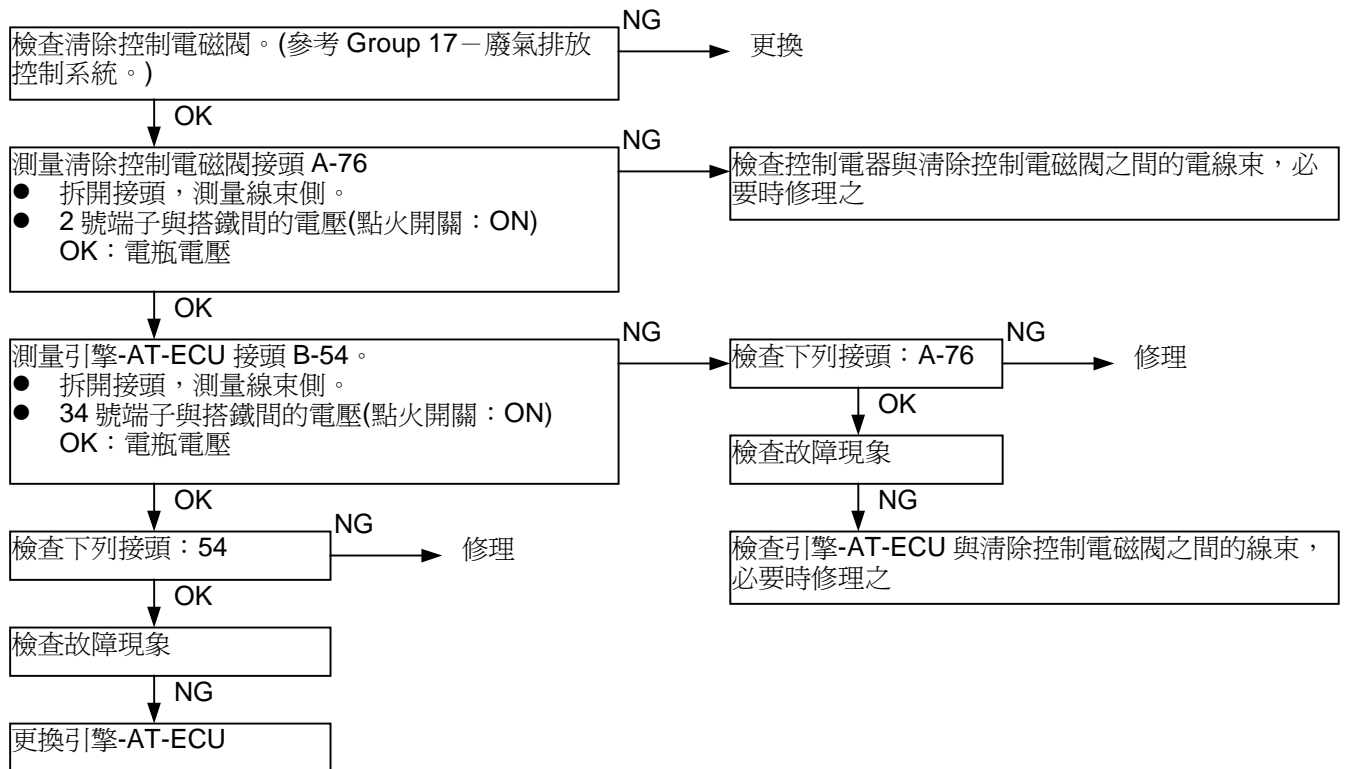 NG
檢查清除控制電磁閥。(參考 Group 17－廢氣排放
控制系統。)
更換
OK
NG
測量清除控制電磁閥接頭 A-76
● 拆開接頭，測量線束側。
● 2 號端子與搭鐵間的電壓(點火開關：ON)
OK：電瓶電壓
檢查控制電器與清除控制電磁閥之間的電線束，必
要時修理之
OK
NG
測量引擎-AT-ECU 接頭 B-54。
● 拆開接頭，測量線束側。
● 34 號端子與搭鐵間的電壓(點火開關：ON)
OK：電瓶電壓
檢查下列接頭：A-76
NG
修理
OK
檢查故障現象
NG
檢查引擎-AT-ECU 與清除控制電磁閥之間的線束，
必要時修理之
OK
檢查下列接頭：54
NG
修理
OK
檢查故障現象
NG
更換引擎-AT-ECU